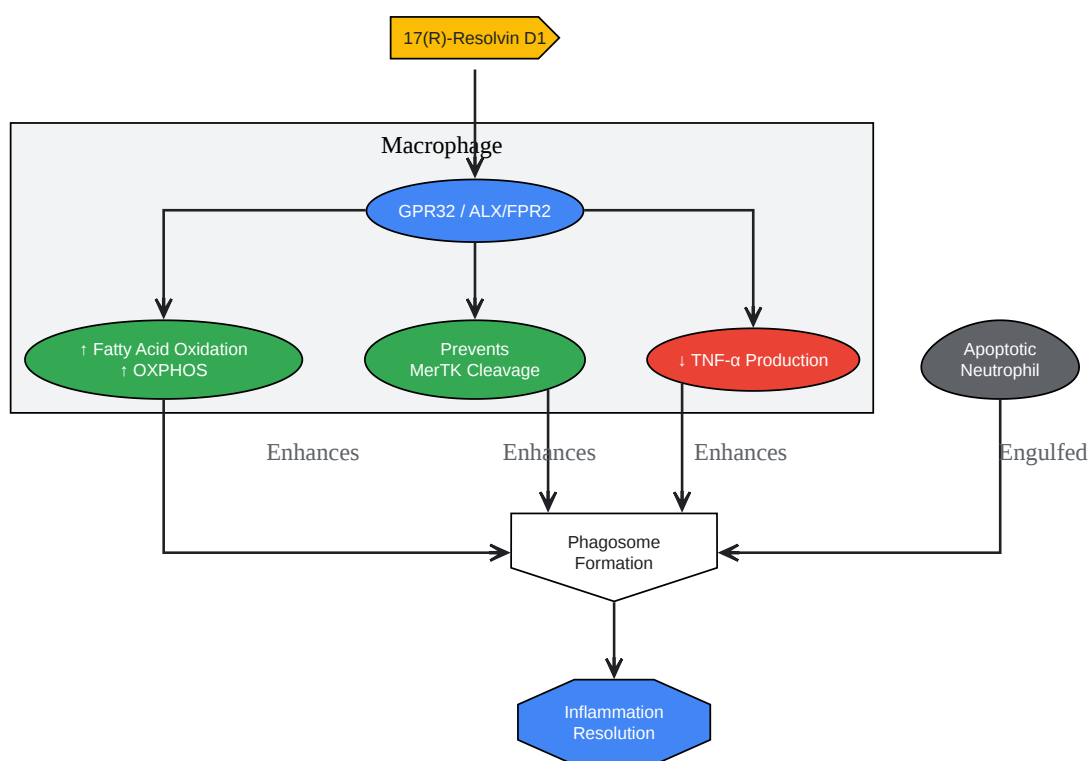 17(R)-Resolvin D1
Macrophage
GPR32 / ALX/FPR2
↑ Fatty Acid Oxidation
↑ OXPHOS
Prevents
MerTK Cleavage
↓ TNF-α Production
Apoptotic
Neutrophil
Enhances
Enhances
Enhances
Engulfed
Phagosome
Formation
Inflammation
Resolution